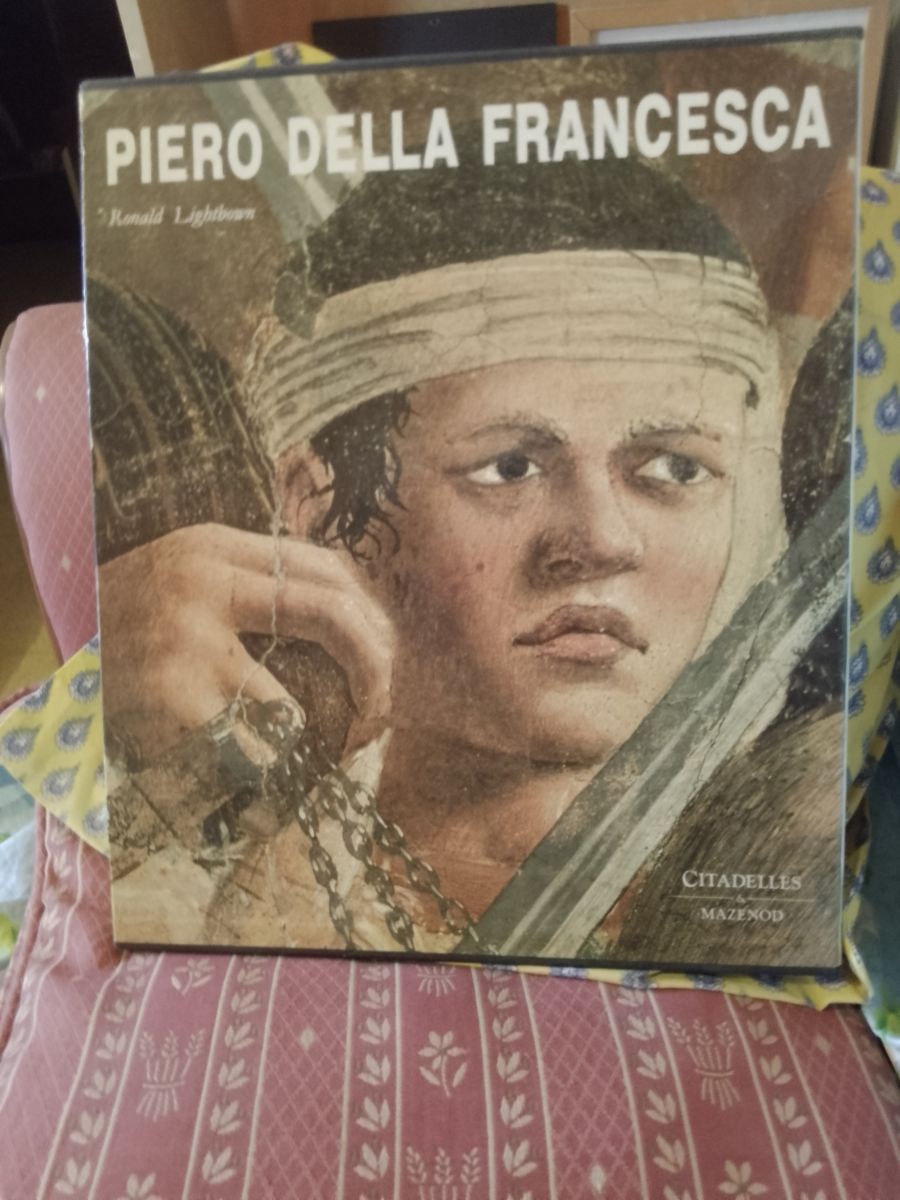 PIERO DELLA FRANCESCA
Ronald Lightbown
CITADELLES
&
MAZENOD